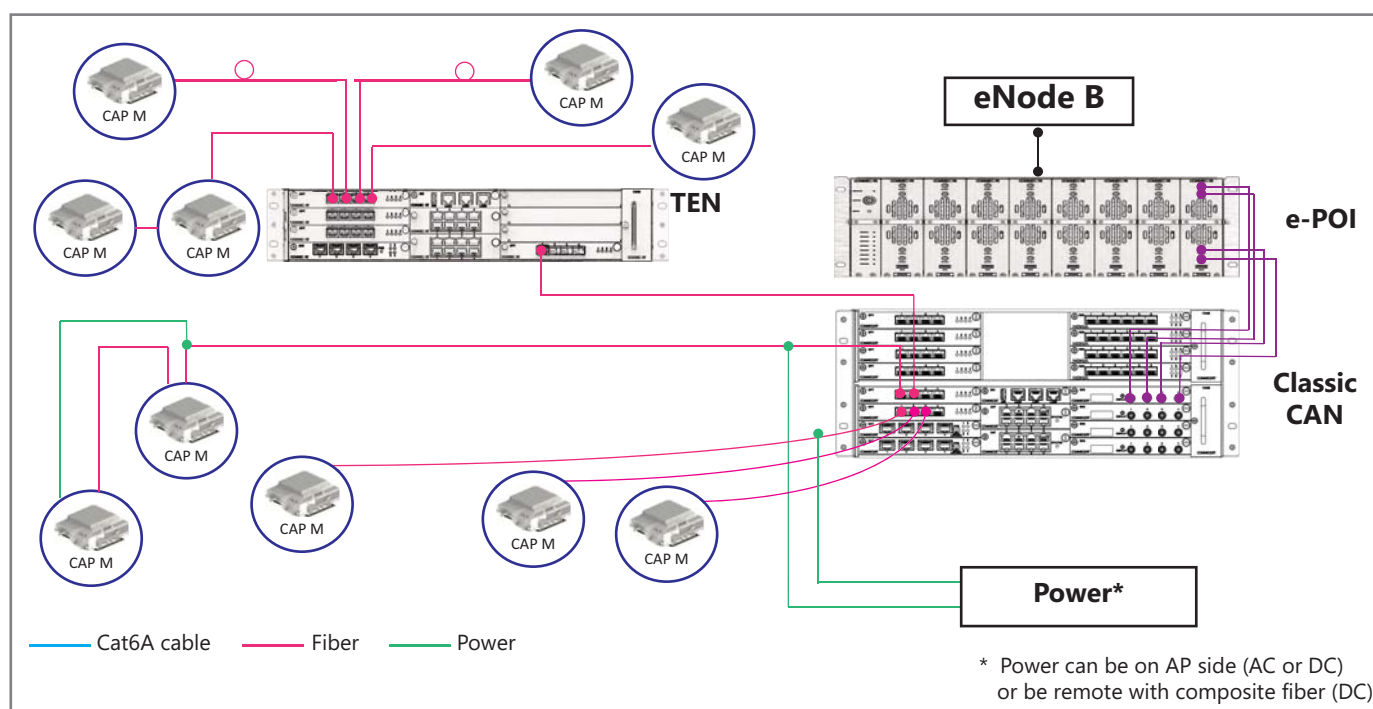 CAP M
CAP M
CAP M
eNode B
TEN
CAP M
CAP M
e-POI
Classic
CAN
CAP M
CAP M
CAP M
CAP M
CAP M
Power*
Cat6A cable
Fiber
Power
* Power can be on AP side (AC or DC)
or be remote with composite fiber (DC)